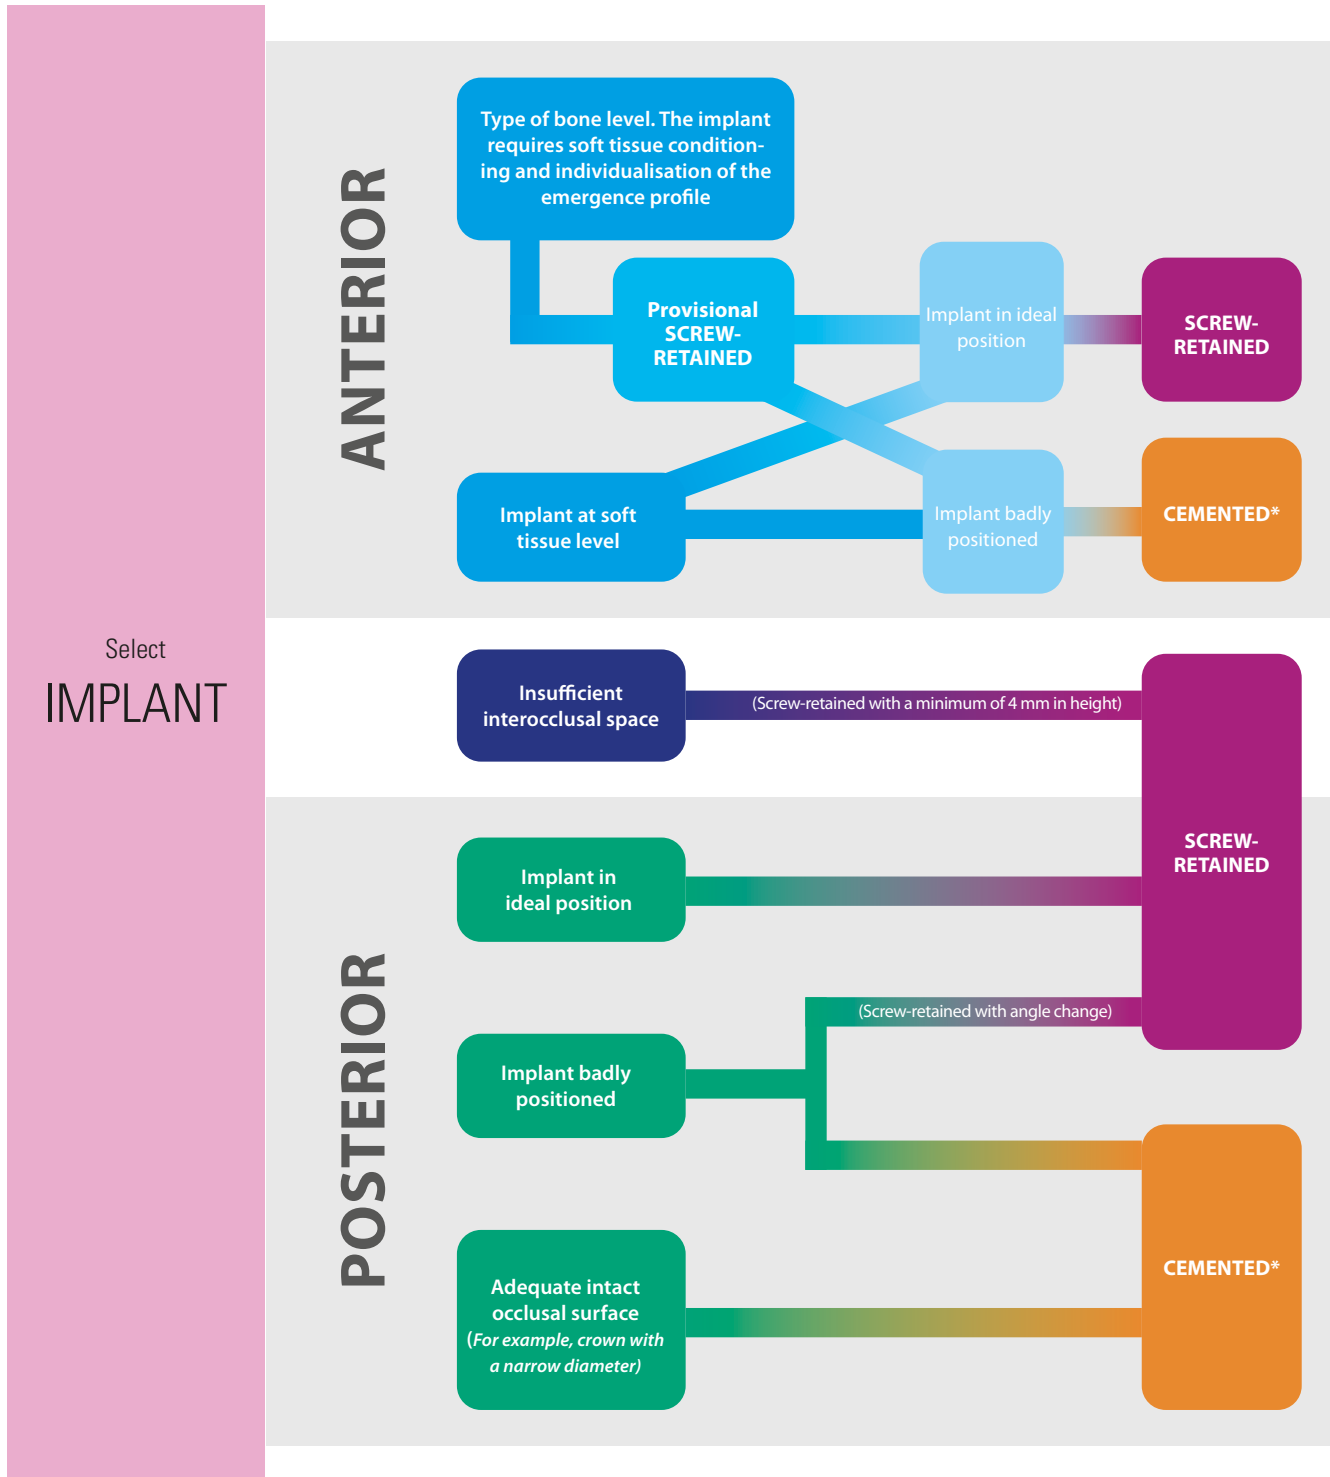 Select
IMPLANT
ANTERIOR
Type of bone level. The implant
requires soft tissue condition-
ing and individualisation of the
emergence profile
Provisional
SCREW-
RETAINED
Implant in ideal
position
SCREW-
RETAINED
Implant at soft
tissue level
Implant badly
positioned
CEMENTED*
Insufficient
interocclusal space
(Screw-retained with a minimum of 4 mm in height)
SCREW-
RETAINED
POSTERIOR
Implant in
ideal position
(Screw-retained with angle change)
Implant badly
positioned
Adequate intact
occlusal surface
(For example, crown with
a narrow diameter)
CEMENTED*